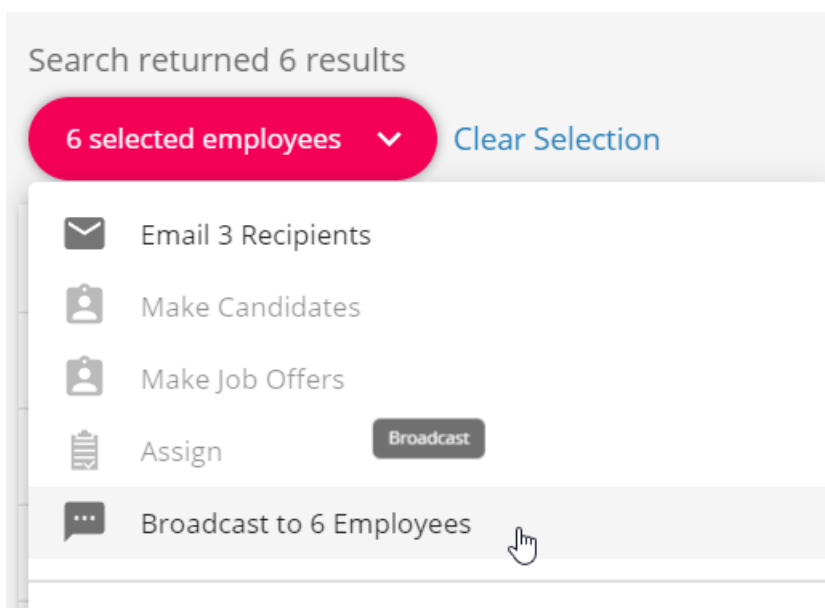 Search returned 6 results
6 selected employees Clear Selection
Email 3 Recipients
Make Candidates
Make Job Offers
Assign
Broadcast
Broadcast to 6 Employees